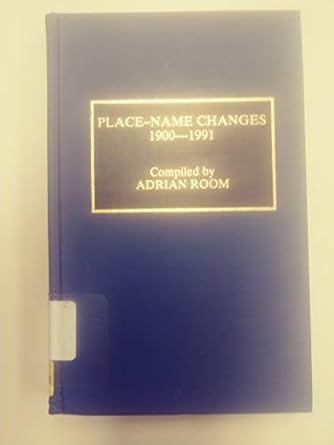 PLACE-NAME CHANGES
1900—1991
Compiled by
ADRIAN ROOM